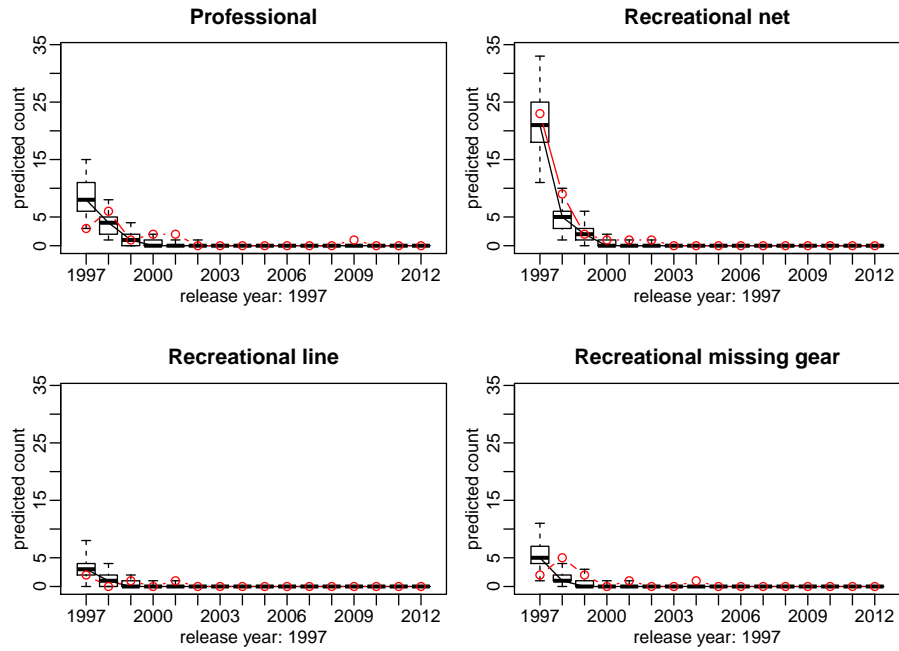 Professional
predicted count
35
25
15
5
0
1997 2000 2003 2006 2009 2012
release year: 1997
Recreational net
predicted count
35
25
15
5
0
1997 2000 2003 2006 2009 2012
release year: 1997
Recreational line
predicted count
35
25
15
5
0
1997 2000 2003 2006 2009 2012
release year: 1997
Recreational missing gear
predicted count
35
25
15
5
0
1997 2000 2003 2006 2009 2012
release year: 1997